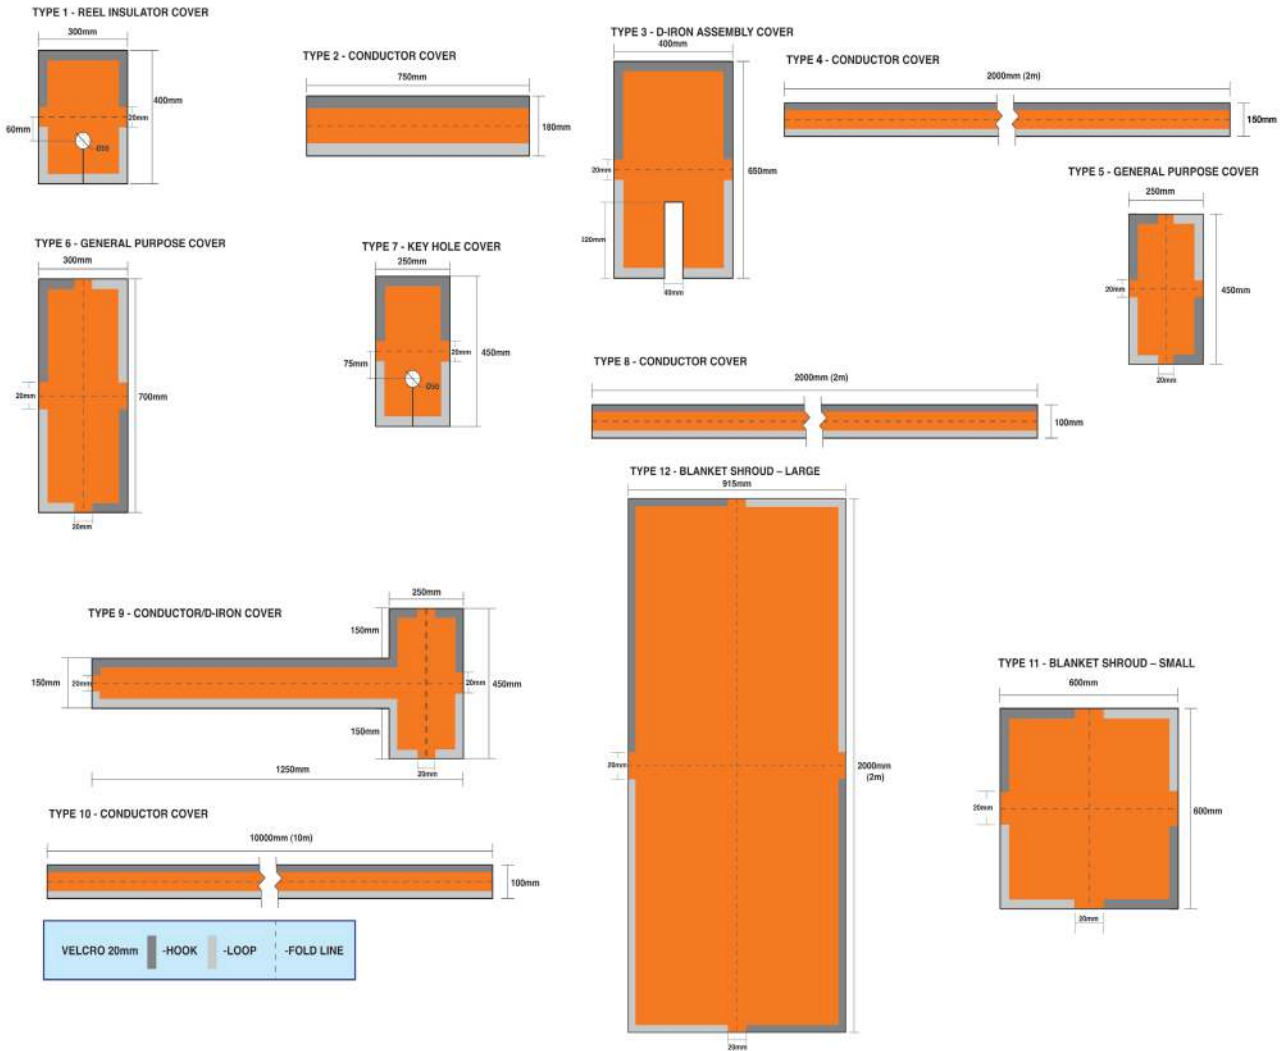 TYPE 1 - REEL INSULATOR COVER
300mm
400mm
20mm
60mm
Ø50
TYPE 2 - CONDUCTOR COVER
750mm
180mm
TYPE 3 - D-IRON ASSEMBLY COVER
400mm
20mm
650mm
40mm
TYPE 4 - CONDUCTOR COVER
2000mm (2m)
150mm
TYPE 5 - GENERAL PURPOSE COVER
250mm
20mm
450mm
20mm
TYPE 6 - GENERAL PURPOSE COVER
300mm
20mm
700mm
20mm
TYPE 7 - KEY HOLE COVER
250mm
20mm
450mm
75mm
Ø50
TYPE 8 - CONDUCTOR COVER
2000mm (2m)
100mm
TYPE 12 - BLANKET SHROUD – LARGE
915mm
20mm
2000mm
(2m)
20mm
TYPE 9 - CONDUCTOR/D-IRON COVER
250mm
150mm
150mm
20mm
20mm
450mm
150mm
20mm
1250mm
TYPE 11 - BLANKET SHROUD – SMALL
600mm
20mm
600mm
20mm
TYPE 10 - CONDUCTOR COVER
10000mm (10m)
100mm
VELCRO 20mm -HOOK -LOOP -FOLD LINE